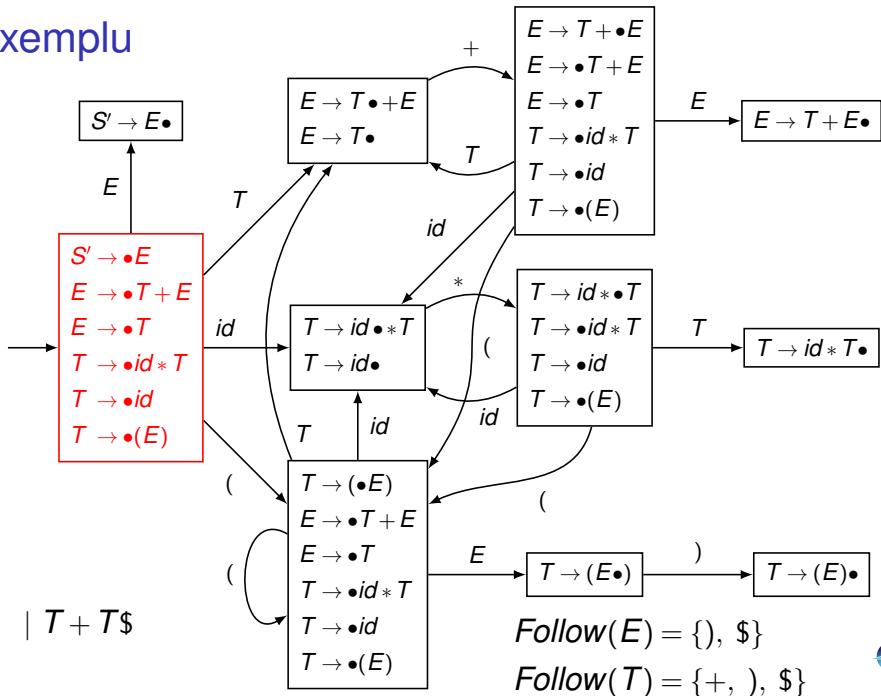 xemplu
S′ → E•
E → T• + E
E → T•
E → T + •E
E → •T + E
E → •T
T → •id * T
T → •id
T → •(E)
E → T + E•
S′ → •E
E → •T + E
E → •T
T → •id * T
T → •id
T → •(E)
T → id • *T
T → id•
T → id * •T
T → •id * T
T → •id
T → •(E)
T → id * T•
T → (•E)
E → •T + E
E → •T
T → •id * T
T → •id
T → •(E)
T → (E•)
T → (E)•
E
T
id
(
+
T
E
id
(
*
id
T
(
T
id
(
E
)
| T + T$
Follow(E) = {), $}
Follow(T) = {+, ), $}